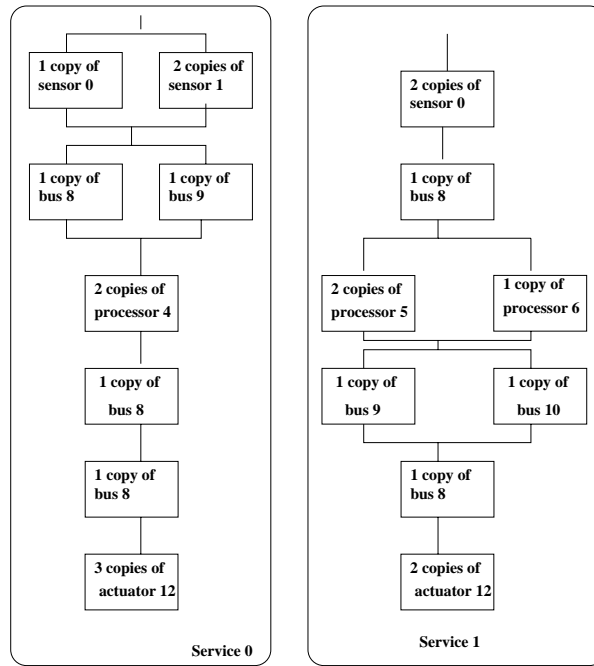 1 copy of
sensor 0
2 copies of
sensor 1
1 copy of
bus 8
1 copy of
bus 9
2 copies of
processor 4
1 copy of
bus 8
1 copy of
bus 8
3 copies of
actuator 12
Service 0
2 copies of
sensor 0
1 copy of
bus 8
2 copies of
processor 5
1 copy of
processor 6
1 copy of
bus 9
1 copy of
bus 10
1 copy of
bus 8
2 copies of
actuator 12
Service 1